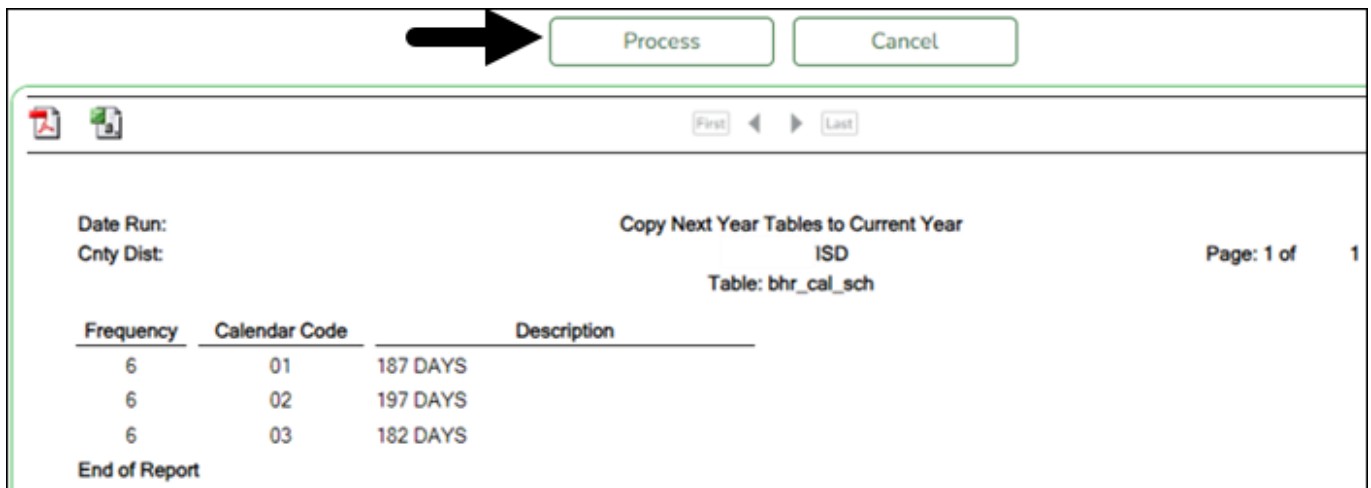 Process Cancel
First Last
Date Run: Copy Next Year Tables to Current Year
Cnty Dist: ISD Page: 1 of 1
Table: bhr_cal_sch
Frequency Calendar Code Description
6 01 187 DAYS
6 02 197 DAYS
6 03 182 DAYS
End of Report